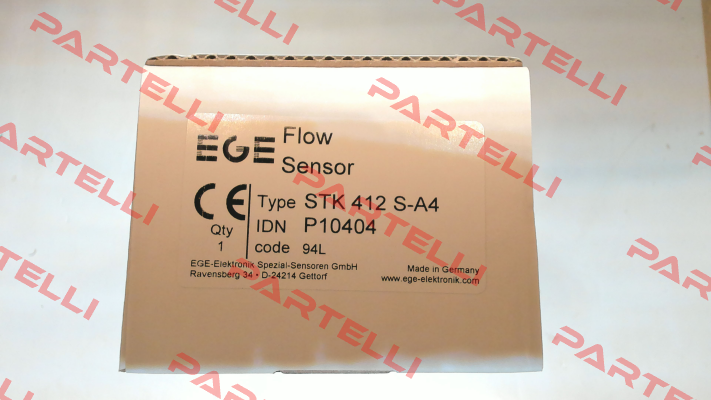 EGE Flow
Sensor
CE Type STK 412 S-A4
Qty IDN P10404
1 code 94L
EGE-Elektronik Spezial-Sensoren GmbH Made in Germany
Ravensberg 34 • D-24214 Gettorf www.ege-elektronik.com
PARTELLI
PARTELLI
PARTELLI
PARTELLI
PARTELLI
PARTELLI
PARTELLI
PARTELLI
PARTELLI